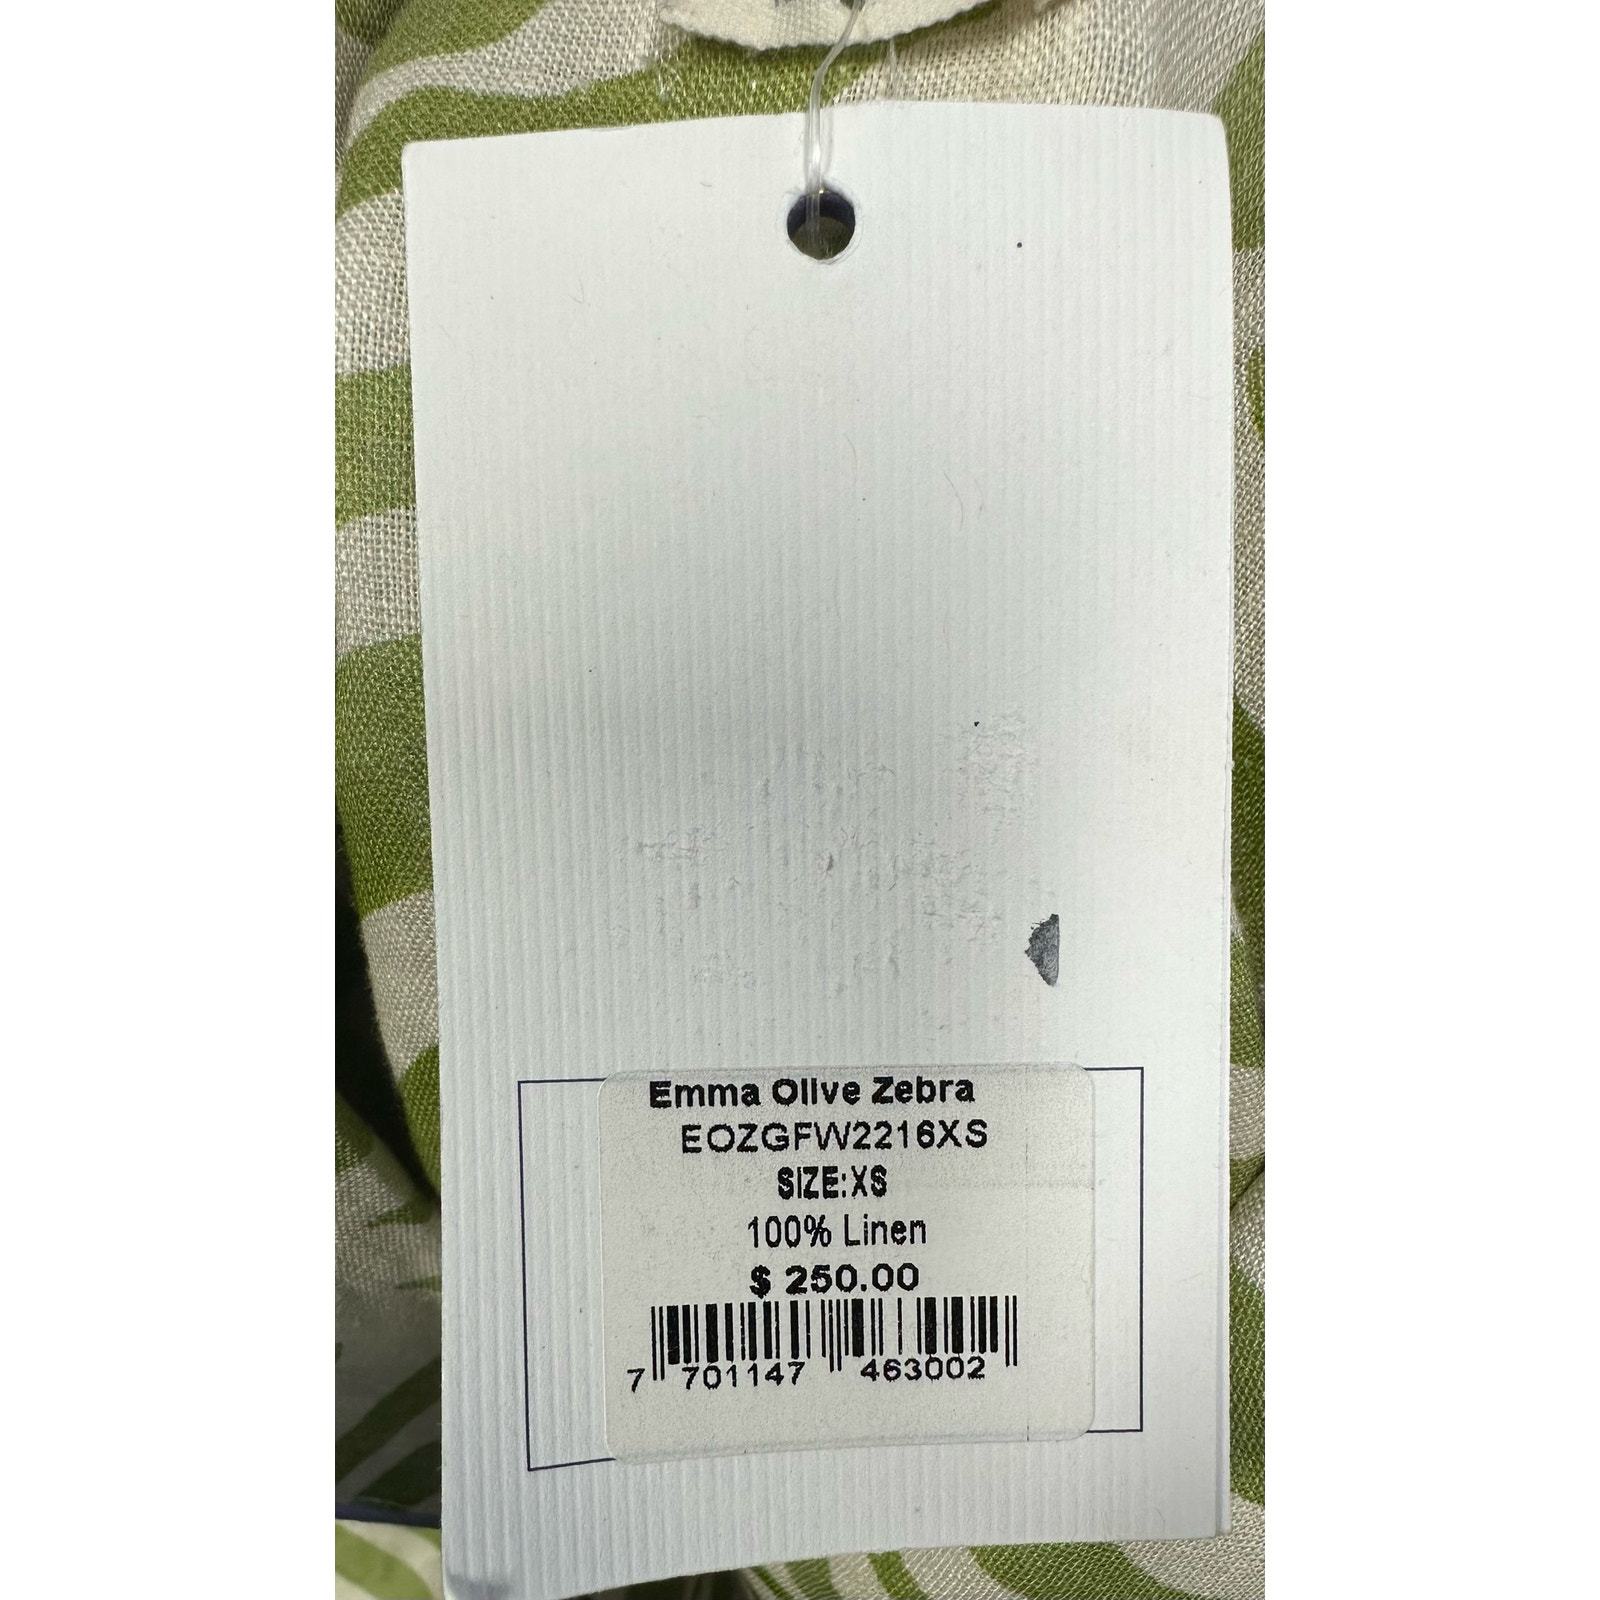 Emma Olive Zebra
EOZGFW2216XS
SIZE:XS
100% Linen
$ 250.00
7 701147 463002